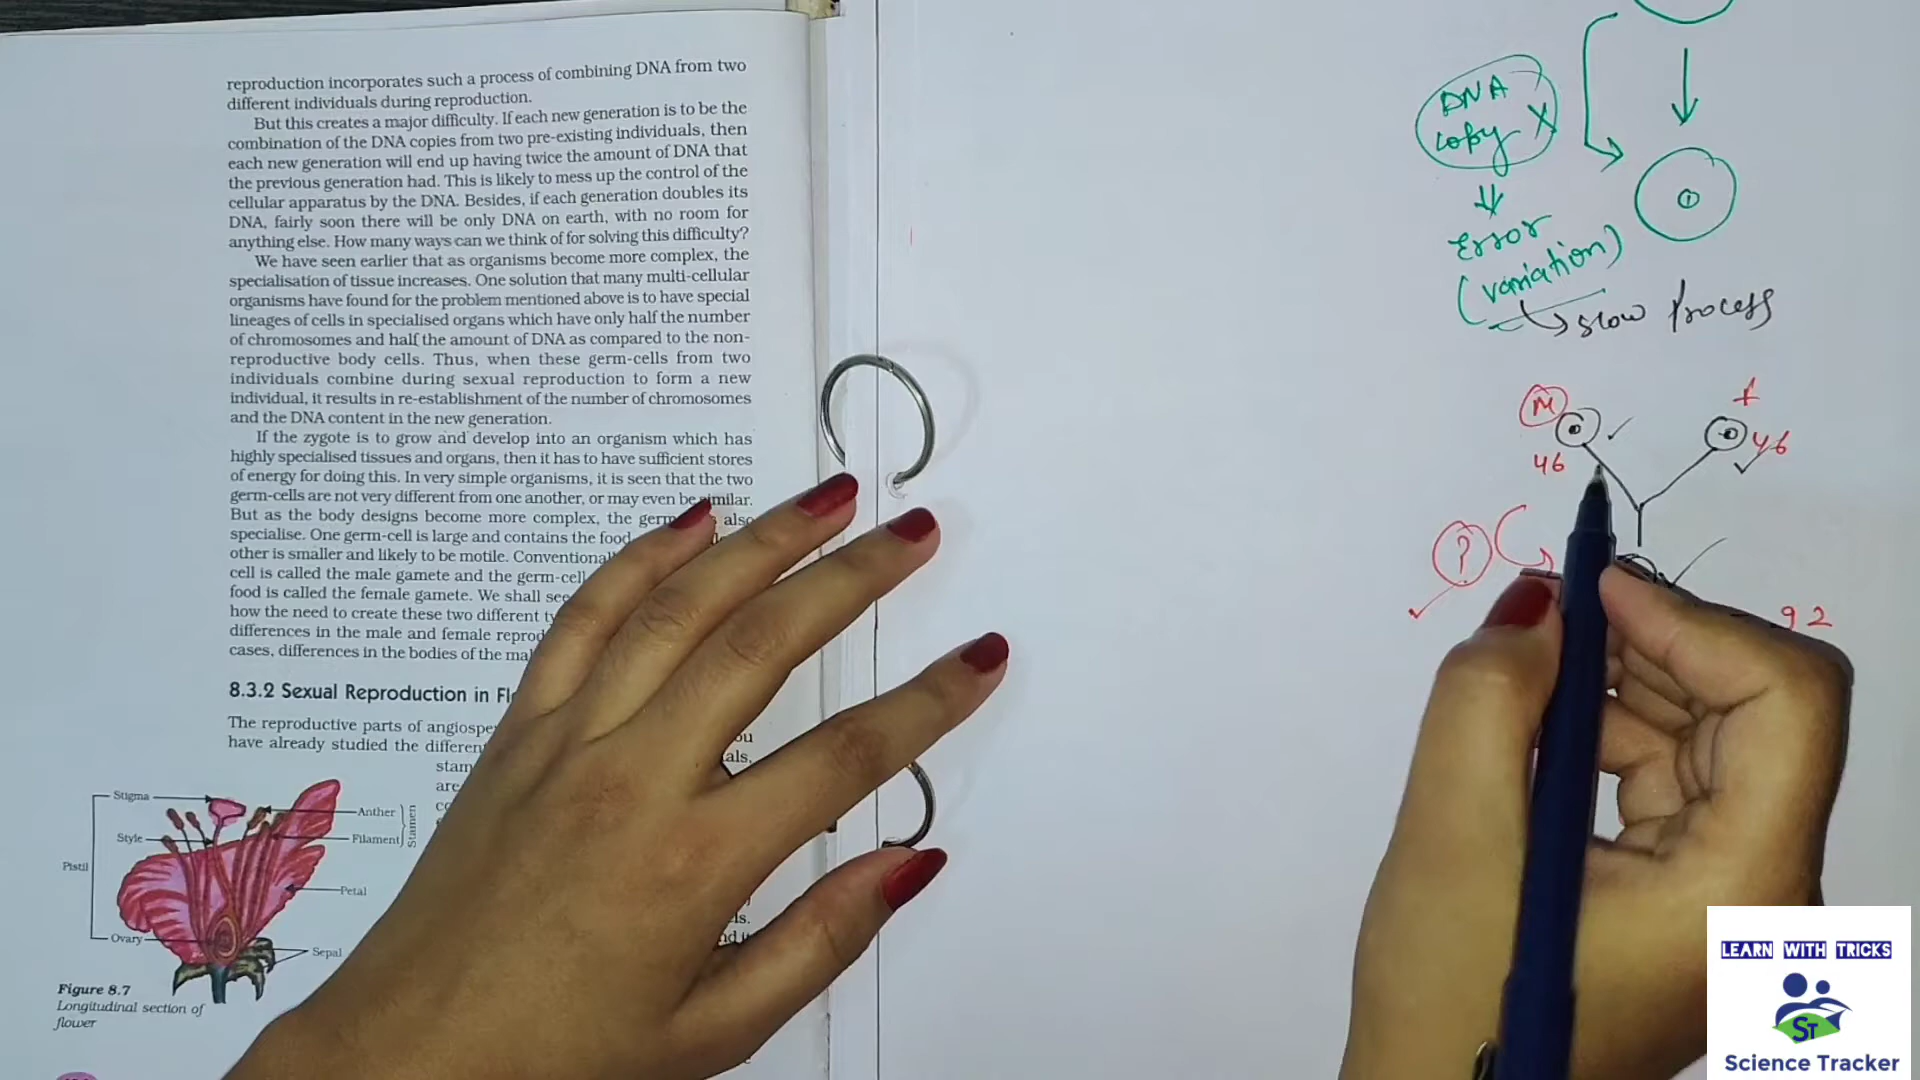 reproduction incorporates such a process of combining DNA from two
different individuals during reproduction.
But this creates a major difficulty. If each new generation is to be the
combination of the DNA copies from two pre-existing individuals, then
each new generation will end up having twice the amount of DNA that
the previous generation had. This is likely to mess up the control of the
cellular apparatus by the DNA. Besides, if each generation doubles its
DNA, fairly soon there will be only DNA on earth, with no room for
anything else. How many ways can we think of for solving this difficulty?
We have seen earlier that as organisms become more complex, the
specialisation of tissue increases. One solution that many multi-cellular
organisms have found for the problem mentioned above is to have special
lineages of cells in specialised organs which have only half the number
of chromosomes and half the amount of DNA as compared to the non-
reproductive body cells. Thus, when these germ-cells from two
individuals combine during sexual reproduction to form a new
individual, it results in re-establishment of the number of chromosomes
and the DNA content in the new generation.
If the zygote is to grow and develop into an organism which has
highly specialised tissues and organs, then it has to have sufficient stores
of energy for doing this. In very simple organisms, it is seen that the two
germ-cells are not very different from one another, or may even be similar.
But as the body designs become more complex, the germ also
specialise. One germ-cell is large and contains the food
other is smaller and likely to be motile.
cell is called the male gamete and the germ-cell
food is called the female gamete. We shall see
how the need to create these two different
differences in the male and female
cases, differences in the bodies of the
8.3.2 Sexual Reproduction in
The reproductive parts of
have already studied the
are
Stigma
Anther
Style
Filament
Stamen
Pistil
Petal
Ovary
Sepal
Figure 8.7
Longitudinal section of
flower
DNA
copy X
Error
(variation)
slow Process
M
46
f
46
?
92
LEARN WITH TRICKS
ST
Science Tracker